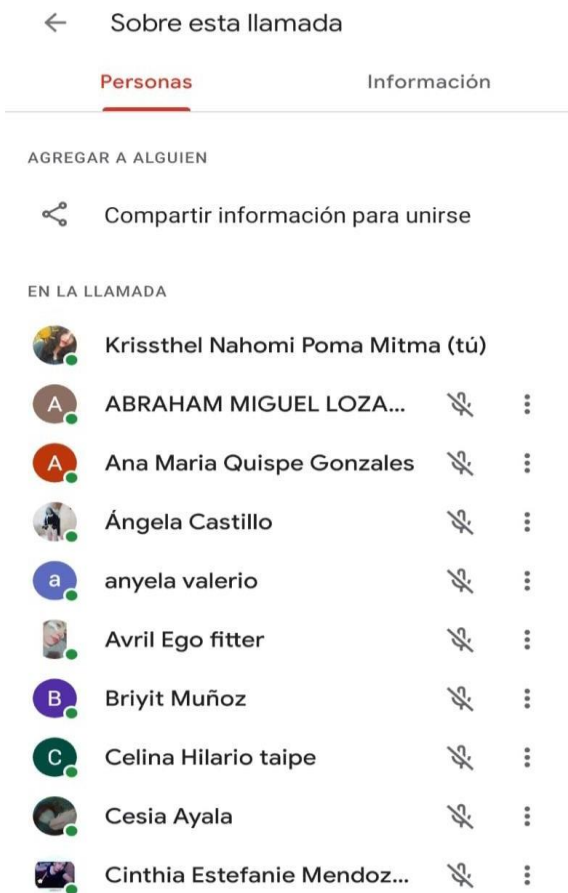 Sobre esta llamada
Personas Información
AGREGAR A ALGUIEN
Compartir información para unirse
EN LA LLAMADA
Krissthel Nahomi Poma Mitma (tú)
A ABRAHAM MIGUEL LOZA...
A Ana Maria Quispe Gonzales
Ángela Castillo
a anyela valerio
Avril Ego fitter
B Briyit Muñoz
C Celina Hilario taipe
Cesia Ayala
Cinthia Estefanie Mendoz...